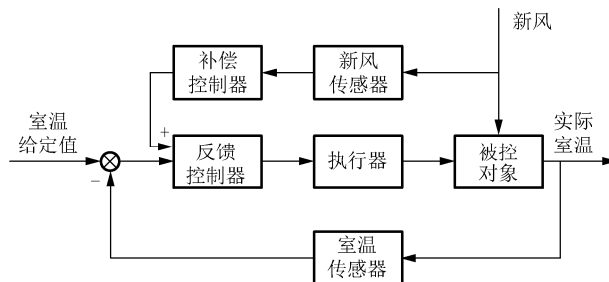 新风
补偿
控制器
新风
传感器
室温
给定值
+
−
反馈
控制器
执行器
被控
对象
实际
室温
室温
传感器